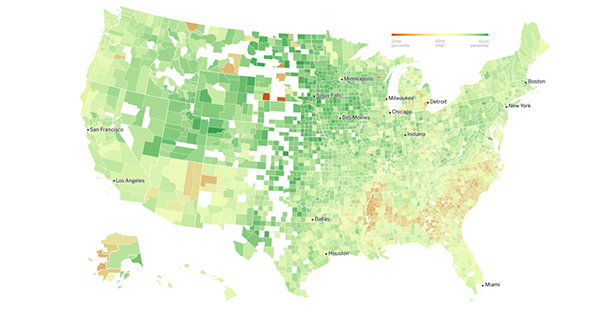 22nd 42nd 62nd
percentile (avg) percentile
Minneapolis
Sioux Falls
Milwaukee
Boston
Detroit
New York
Chicago
Des Moines
San Francisco
Indiana
Los Angeles
Dallas
Houston
Miami